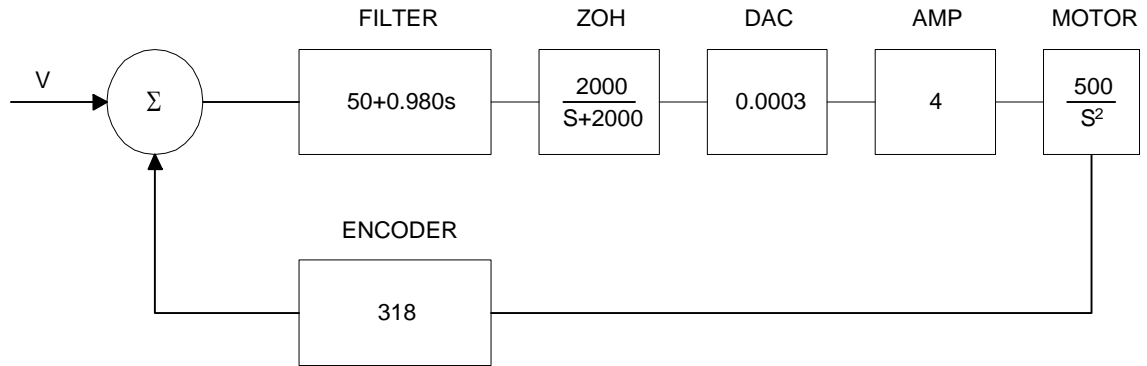 FILTER
ZOH
DAC
AMP
MOTOR
V
Σ
50+0.980s
2000
S+2000
0.0003
4
500
S²
ENCODER
318